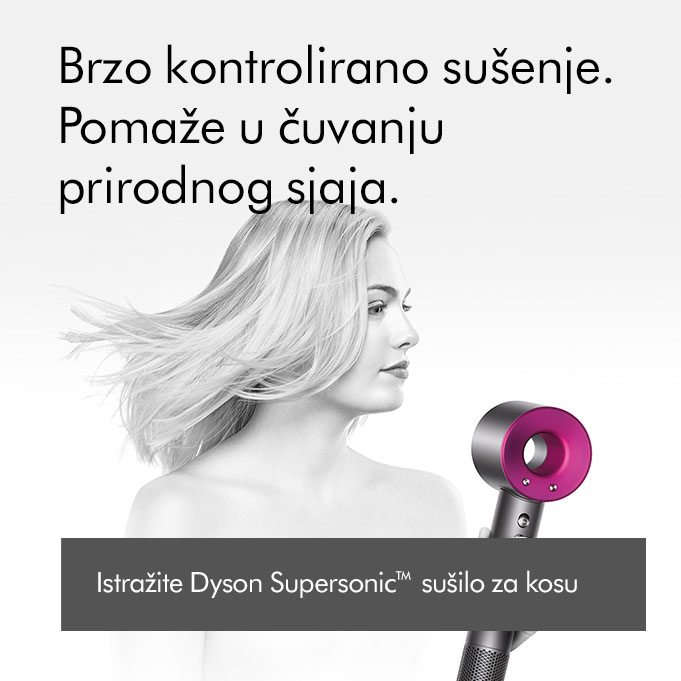 Brzo kontrolirano sušenje.
Pomaže u čuvanju
prirodnog sjaja.
Istražite Dyson Supersonic™ sušilo za kosu